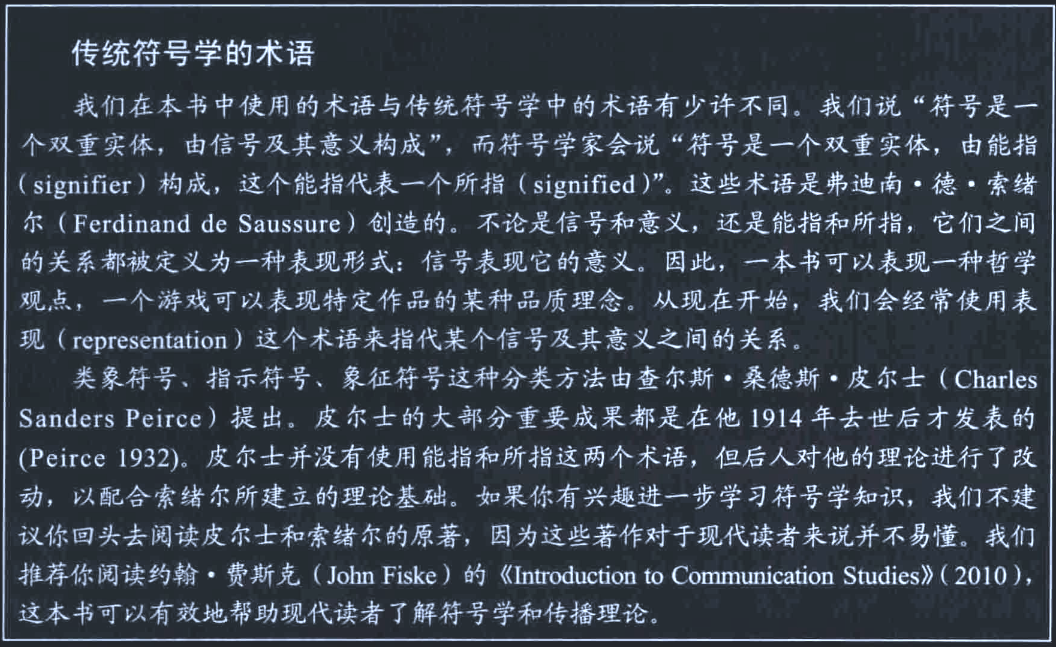 传统符号学的术语
我们在本书中使用的术语与传统符号学中的术语有少许不同。我们说“符号是一
个双重实体，由信号及其意义构成”，而符号学家会说“符号是一个双重实体，由能指
（signifier）构成，这个能指代表一个所指（signified）”。这些术语是弗迪南·德·索绪
尔（Ferdinand de Saussure）创造的。不论是信号和意义，还是能指和所指，它们之间
的关系都被定义为一种表现形式：信号表现它的意义。因此，一本书可以表现一种哲学
观点，一个游戏可以表现特定作品的某种品质理念。从现在开始，我们会经常使用表
现（representation）这个术语来指代某个信号及其意义之间的关系。
类象符号、指示符号、象征符号这种分类方法由查尔斯·桑德斯·皮尔士（Charles
Sanders Peirce）提出。皮尔士的大部分重要成果都是在他 1914 年去世后才发表的
(Peirce 1932)。皮尔士并没有使用能指和所指这两个术语，但后人对他的理论进行了改
动，以配合索绪尔所建立的理论基础。如果你有兴趣进一步学习符号学知识，我们不建
议你回头去阅读皮尔士和索绪尔的原著，因为这些著作对于现代读者来说并不易懂。我们
推荐你阅读约翰·费斯克（John Fiske）的《Introduction to Communication Studies》（2010），
这本书可以有效地帮助现代读者了解符号学和传播理论。